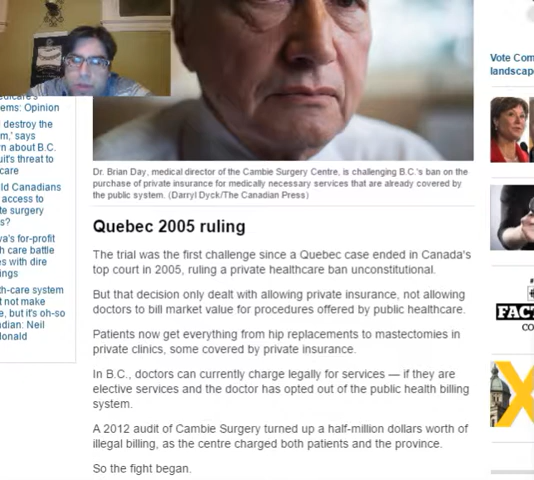 edicare's
ems: Opinion
destroy the
m,' says
n about B.C.
uit's threat to
care
ld Canadians
access to
te surgery
s?
va's for-profit
h care battle
es with dire
ings
th-care system
t not make
e, but it's oh-so
dian: Neil
onald
Dr. Brian Day, medical director of the Cambie Surgery Centre, is challenging B.C.'s ban on the
purchase of private insurance for medically necessary services that are already covered by
the public system. (Darryl Dyck/The Canadian Press)
Quebec 2005 ruling
The trial was the first challenge since a Quebec case ended in Canada's
top court in 2005, ruling a private healthcare ban unconstitutional.
But that decision only dealt with allowing private insurance, not allowing
doctors to bill market value for procedures offered by public healthcare.
Patients now get everything from hip replacements to mastectomies in
private clinics, some covered by private insurance.
In B.C., doctors can currently charge legally for services — if they are
elective services and the doctor has opted out of the public health billing
system.
A 2012 audit of Cambie Surgery turned up a half-million dollars worth of
illegal billing, as the centre charged both patients and the province.
So the fight began.
Vote Com
landscap
FAC
CO
X